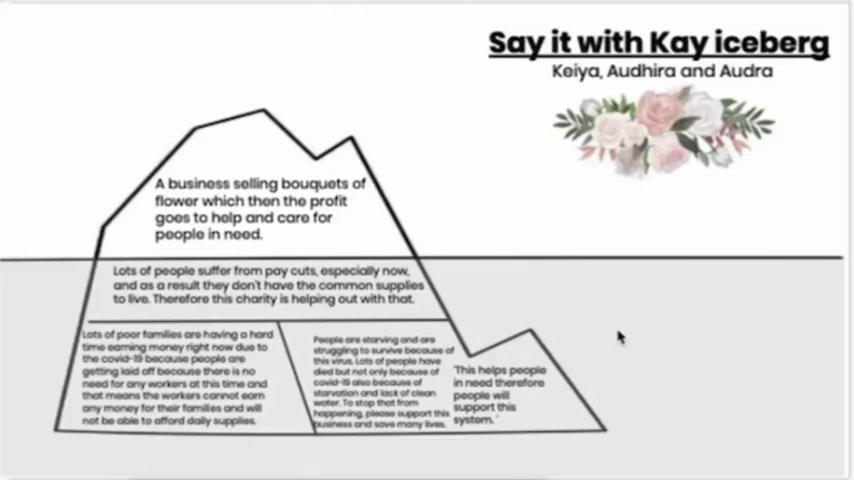 Say it with Kay iceberg
Keiya, Audhira and Audra
A business selling bouquets of
flower which then the profit
goes to help and care for
people in need.
Lots of people suffer from pay cuts, especially now,
and as a result they don't have the common supplies
to live. Therefore this charity is helping out with that.
Lots of poor families are having a hard
time earning money right now due to
the covid-19 because people are
getting laid off because there is no
need for any workers at this time and
that means the workers cannot earn
any money for their families and will
not be able to afford daily supplies.
People are starving and are
struggling to survive because of
this virus. Lots of people have
died but not only because of
covid-19 also because of
starvation and lack of clean
water. To stop that from
happening, please support this
business and save many lives.
'This helps people
in need therefore
people will
support this
system. '